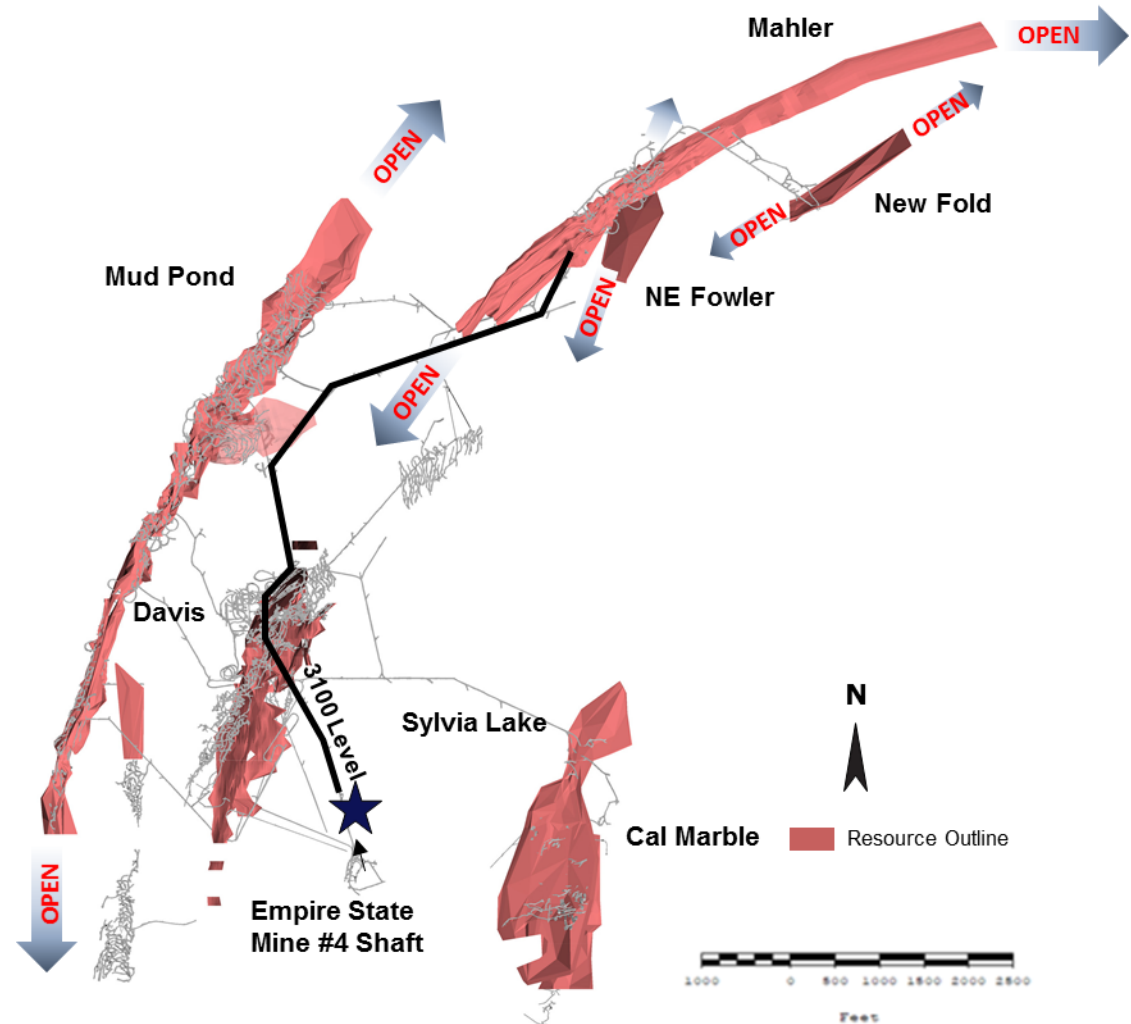 Mahler
OPEN
OPEN
OPEN
New Fold
OPEN
Mud Pond
NE Fowler
OPEN
OPEN
Davis
3100 Level
Sylvia Lake
N
Cal Marble
Resource Outline
OPEN
Empire State
Mine #4 Shaft
1000 0 500 1000 1500 2000 2500
Feet